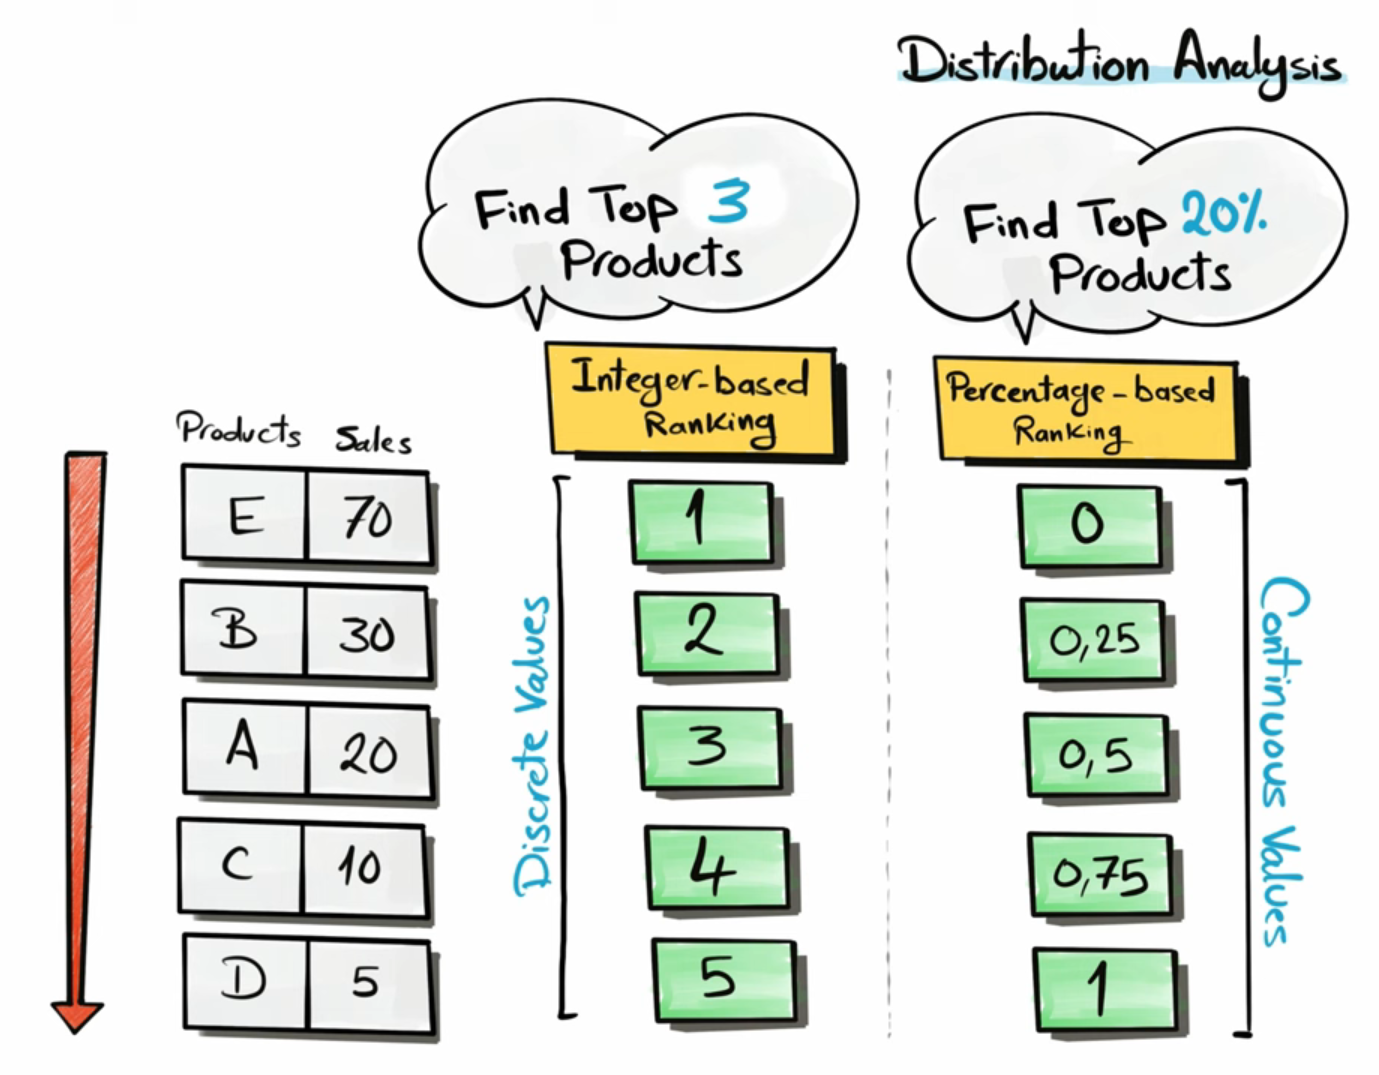 Distribution Analysis
Find Top 3
Products
Find Top 20%
Products
Integer-based
Ranking
Percentage-based
Ranking
Products Sales
E 70 1 0
B 30 2 0,25
A 20 3 0,5
C 10 4 0,75
D 5 5 1
Discrete Values
Continuous Values